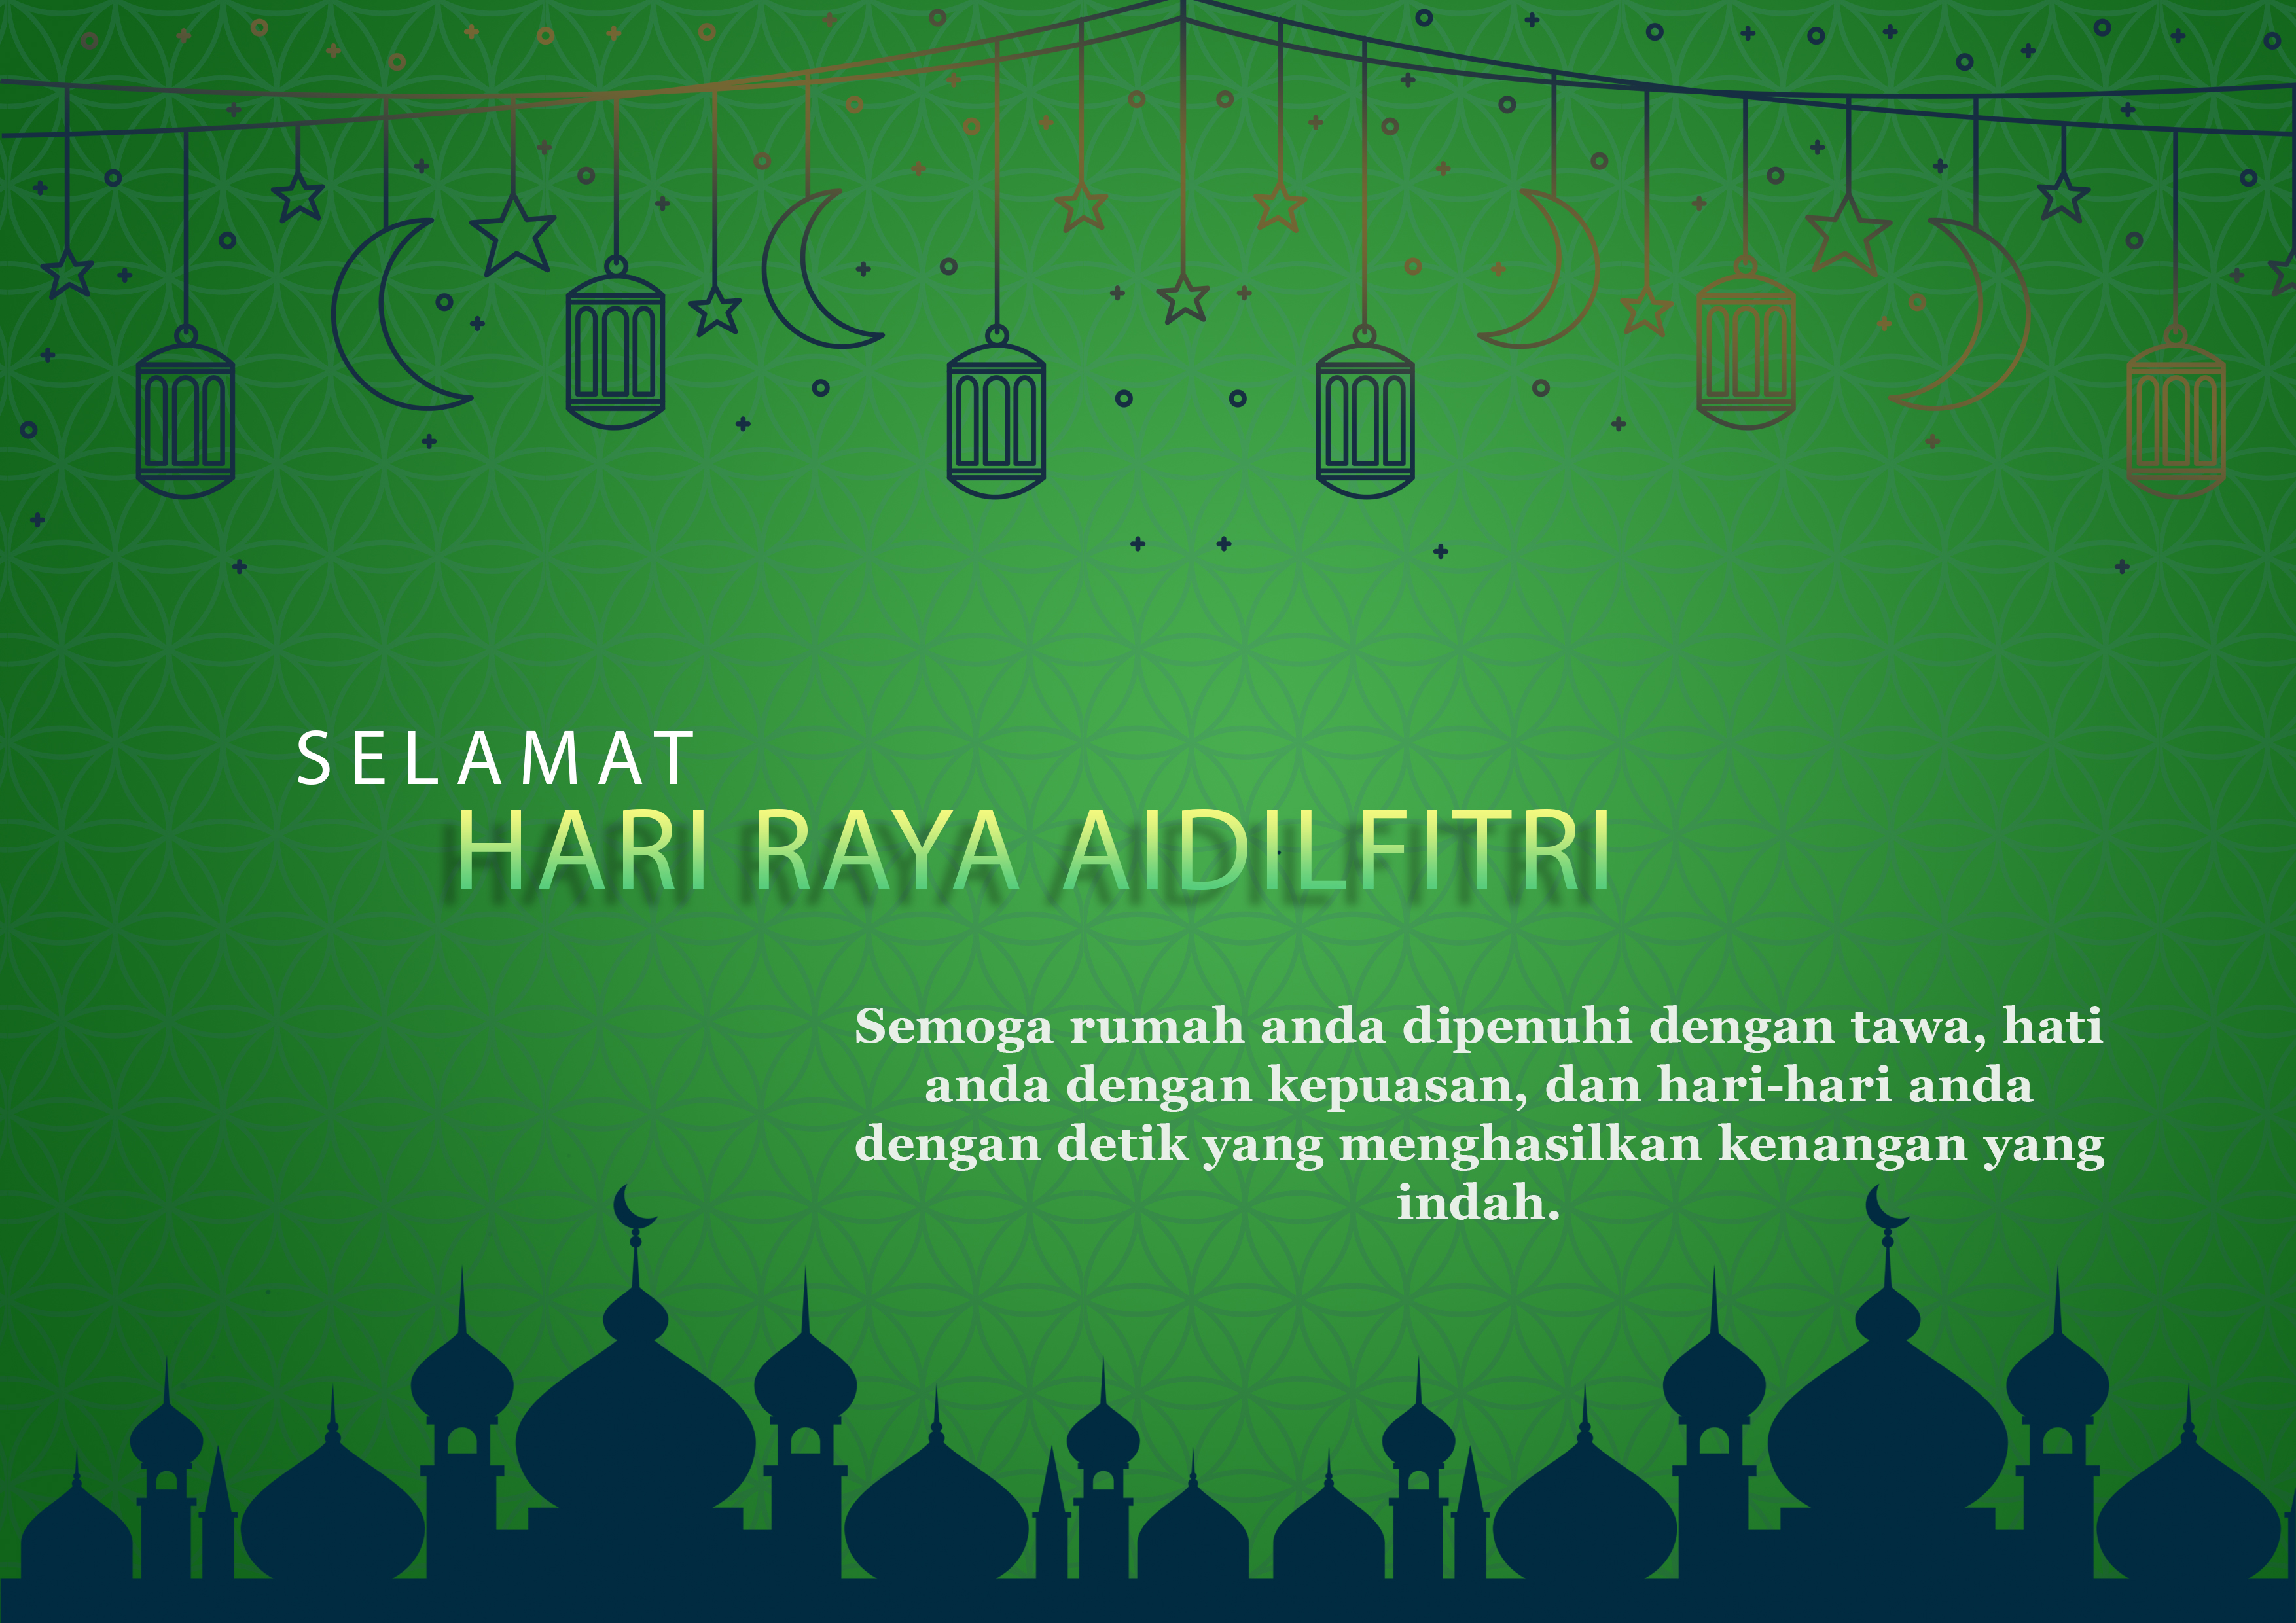 SELAMAT
HARI RAYA AIDILFITRI
Semoga rumah anda dipenuhi dengan tawa, hati
anda dengan kepuasan, dan hari-hari anda
dengan detik yang menghasilkan kenangan yang
indah.